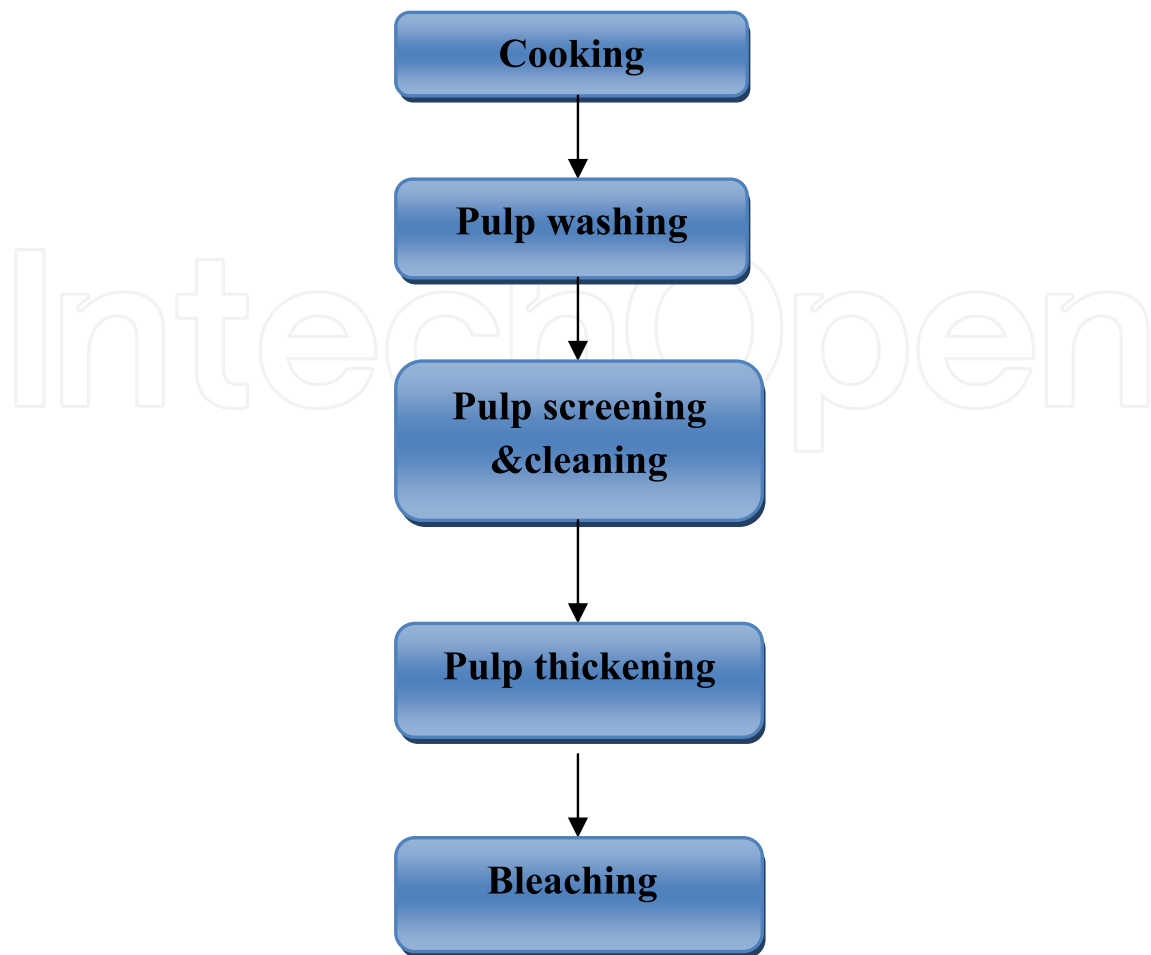 Cooking
Pulp washing
IntechOpen
Pulp screening
&cleaning
Pulp thickening
Bleaching